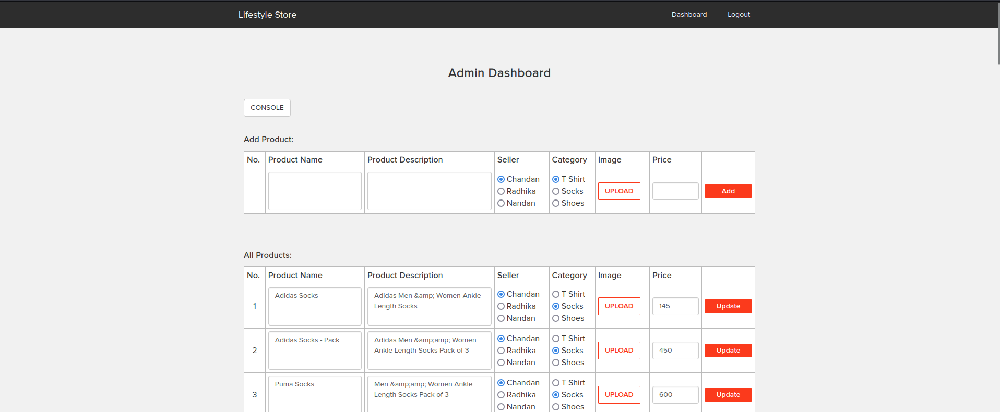 Lifestyle Store Dashboard Logout
Admin Dashboard
CONSOLE
Add Product:
No. Product Name Product Description Seller Category Image Price
Chandan T Shirt
Radhika Socks UPLOAD Add
Nandan Shoes
All Products:
No. Product Name Product Description Seller Category Image Price
1 Adidas Socks Adidas Men &amp; Women Ankle
Length Socks Chandan T Shirt
Radhika Socks UPLOAD 145 Update
Nandan Shoes
2 Adidas Socks - Pack Adidas Men &amp;amp; Women
Ankle Length Socks Pack of 3 Chandan T Shirt
Radhika Socks UPLOAD 450 Update
Nandan Shoes
3 Puma Socks Men &amp;amp; Women Ankle
Length Socks Pack of 3 Chandan T Shirt
Radhika Socks UPLOAD 600 Update
Nandan Shoes